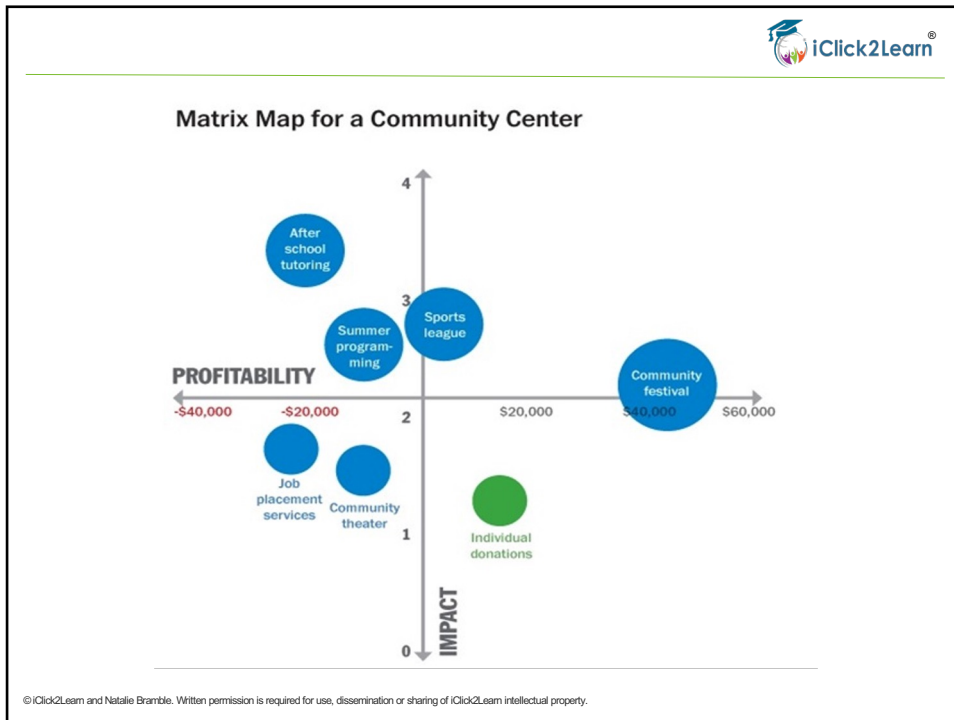 iClick2Learn®
Matrix Map for a Community Center
4
After
school
tutoring
3
Sports
league
Summer
program-
ming
Community
festival
PROFITABILITY
-$40,000
-$20,000
2
$20,000
$40,000
$60,000
Job
placement
services
Community
theater
1
Individual
donations
IMPACT
0
© iClick2Learn and Natalie Bramble. Written permission is required for use, dissemination or sharing of iClick2Learn intellectual property.